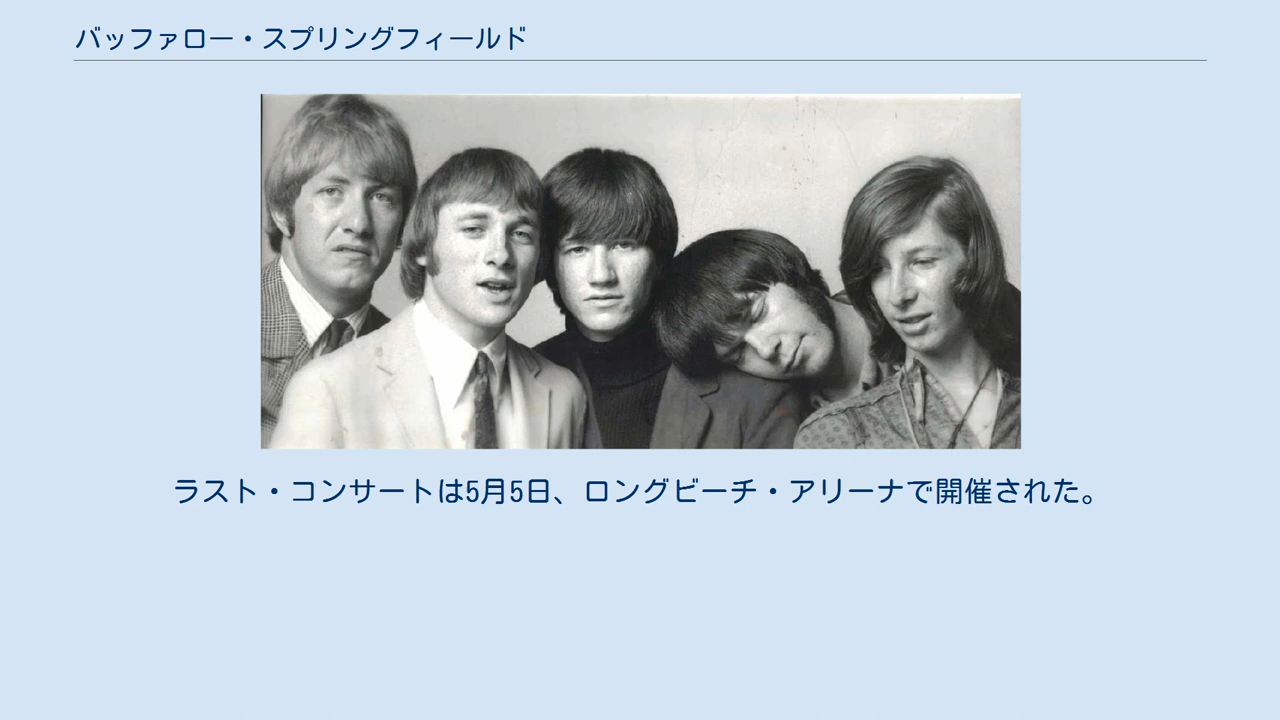 バッファロー・スプリングフィールド
ラスト・コンサートは5月5日、ロングビーチ・アリーナで開催された。